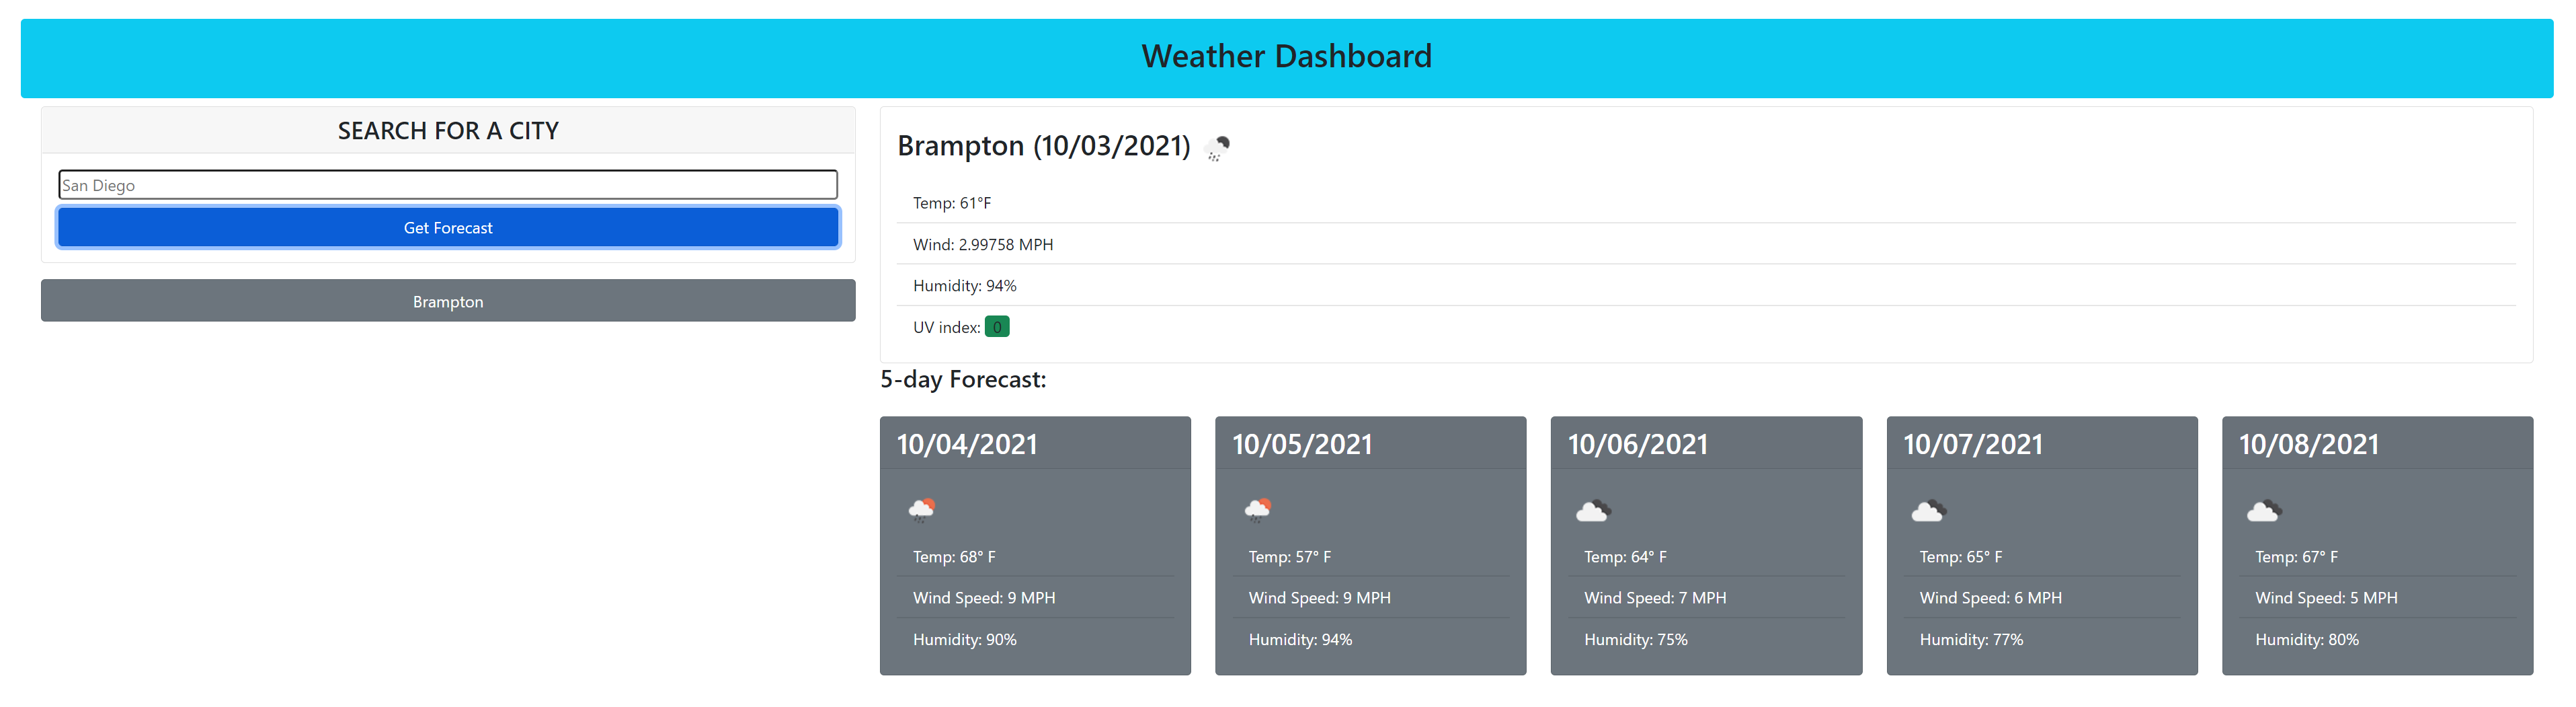 Weather Dashboard
SEARCH FOR A CITY
San Diego
Get Forecast
Brampton
Brampton (10/03/2021)
Temp: 61°F
Wind: 2.99758 MPH
Humidity: 94%
UV index: 0
5-day Forecast:
10/04/2021
Temp: 68° F
Wind Speed: 9 MPH
Humidity: 90%
10/05/2021
Temp: 57° F
Wind Speed: 9 MPH
Humidity: 94%
10/06/2021
Temp: 64° F
Wind Speed: 7 MPH
Humidity: 75%
10/07/2021
Temp: 65° F
Wind Speed: 6 MPH
Humidity: 77%
10/08/2021
Temp: 67° F
Wind Speed: 5 MPH
Humidity: 80%